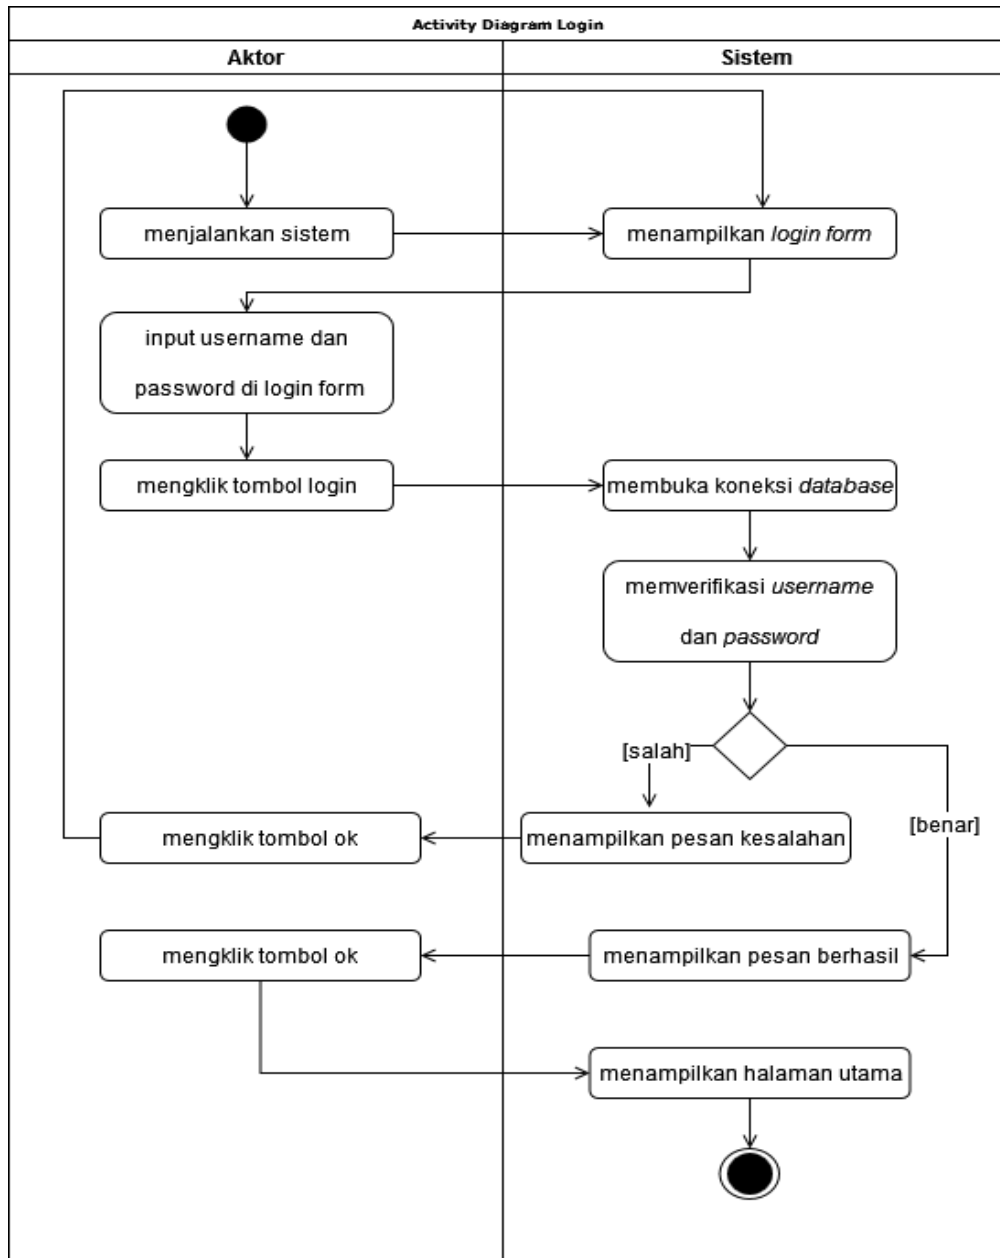 Activity Diagram Login
Aktor
Sistem
menjalankan sistem
menampilkan login form
input username dan
password di login form
mengklik tombol login
membuka koneksi database
memverifikasi username
dan password
[salah]
[benar]
mengklik tombol ok
menampilkan pesan kesalahan
mengklik tombol ok
menampilkan pesan berhasil
menampilkan halaman utama